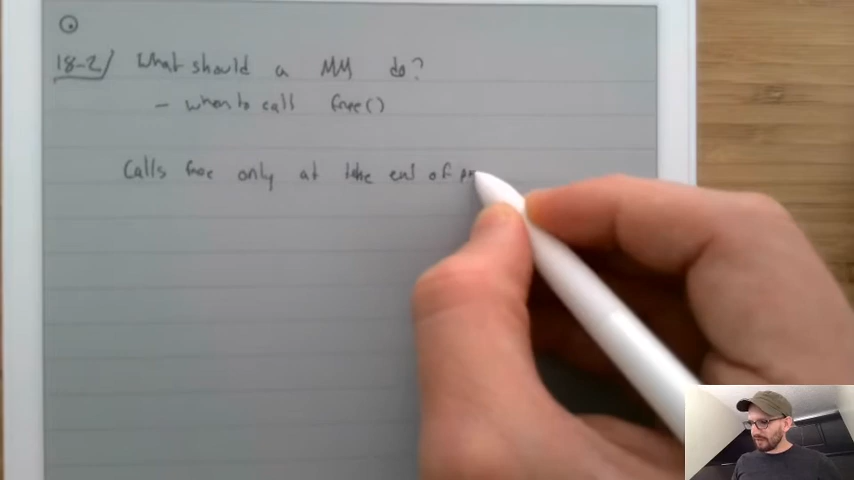 18-2/ What should a MM do?
- when to call free()
Calls free only at the end of